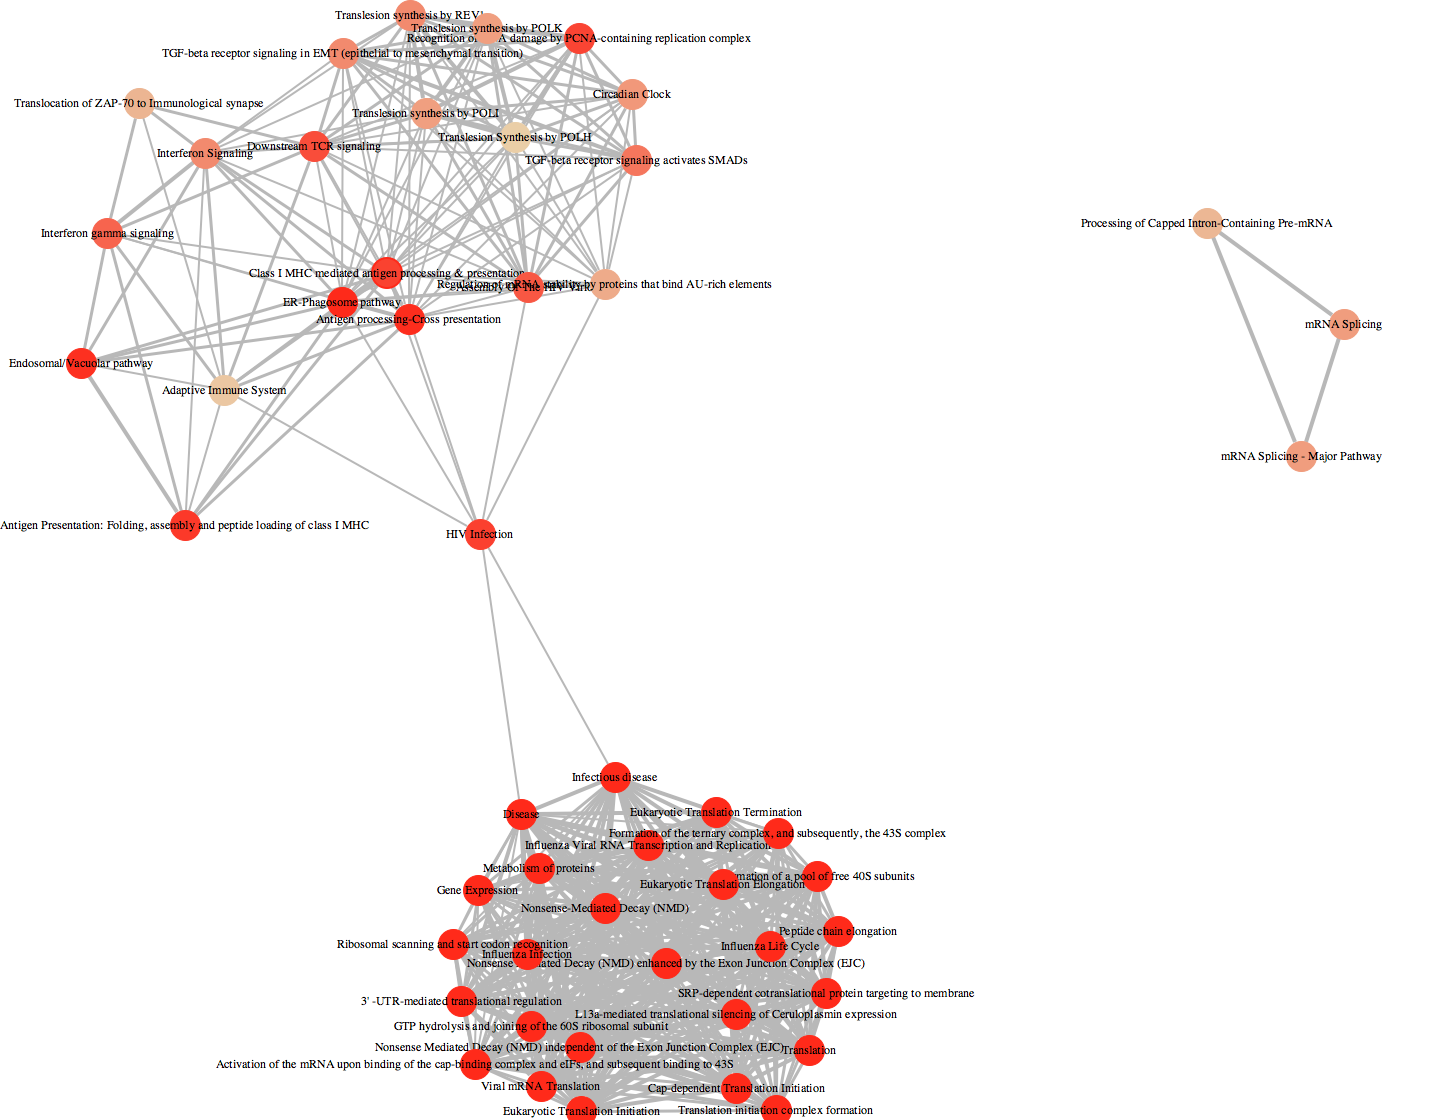 Translesion synthesis by REV1
Translesion synthesis by POLK
Recognition of A damage by PCNA-containing replication complex
TGF-beta receptor signaling in EMT (epithelial to mesenchymal transition)
Circadian Clock
Translocation of ZAP-70 to Immunological synapse
Translesion synthesis by POLI
Translesion Synthesis by POLH
Downstream TCR signaling
Interferon Signaling
TGF-beta receptor signaling activates SMADs
Processing of Capped Intron-Containing Pre-mRNA
Interferon gamma signaling
Class I MHC mediated antigen processing & presentation
Regulation of mRNA stability by proteins that bind AU-rich elements
Assembly Of The HIV
ER-Phagosome pathway
Antigen processing-Cross presentation
mRNA Splicing
Endosomal/Vacuolar pathway
Adaptive Immune System
mRNA Splicing - Major Pathway
Antigen Presentation: Folding, assembly and peptide loading of class I MHC
HIV Infection
Infectious disease
Disease
Eukaryotic Translation Termination
Formation of the ternary complex, and subsequently, the 43S complex
Influenza Viral RNA Transcription and Replication
Metabolism of proteins
mation of a pool of free 40S subunits
Eukaryotic Translation Elongation
Gene Expression
Nonsense-Mediated Decay (NMD)
Peptide chain elongation
Ribosomal scanning and start codon recognition
Influenza Life Cycle
Influenza Infection
Nonsense ated Decay (NMD) enhanced by the Exon Junction Complex (EJC)
SRP-dependent cotranslational protein targeting to membrane
3' -UTR-mediated translational regulation
L13a-mediated translational silencing of Ceruloplasmin expression
GTP hydrolysis and joining of the 60S ribosomal subunit
Nonsense Mediated Decay (NMD) independent of the Exon Junction Complex (EJC)
Translation
Activation of the mRNA upon binding of the cap-binding complex and eIFs, and subsequent binding to 43S
Viral mRNA Translation
Cap-dependent Translation Initiation
Eukaryotic Translation Initiation
Translation initiation complex formation